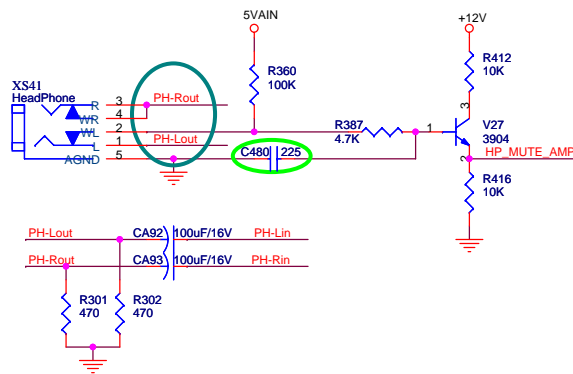 5VAIN
+12V
XS41
HeadPhone
R 3 PH-Rout
WR 4
WL 2
L 1 PH-Lout
AGND 5
R360
100K
R412
10K
R387
4.7K
C480 225
3
1
2
V27
3904
HP_MUTE_AMP
R416
10K
PH-Lout CA92 100uF/16V PH-Lin
PH-Rout CA93 100uF/16V PH-Rin
R301
470
R302
470